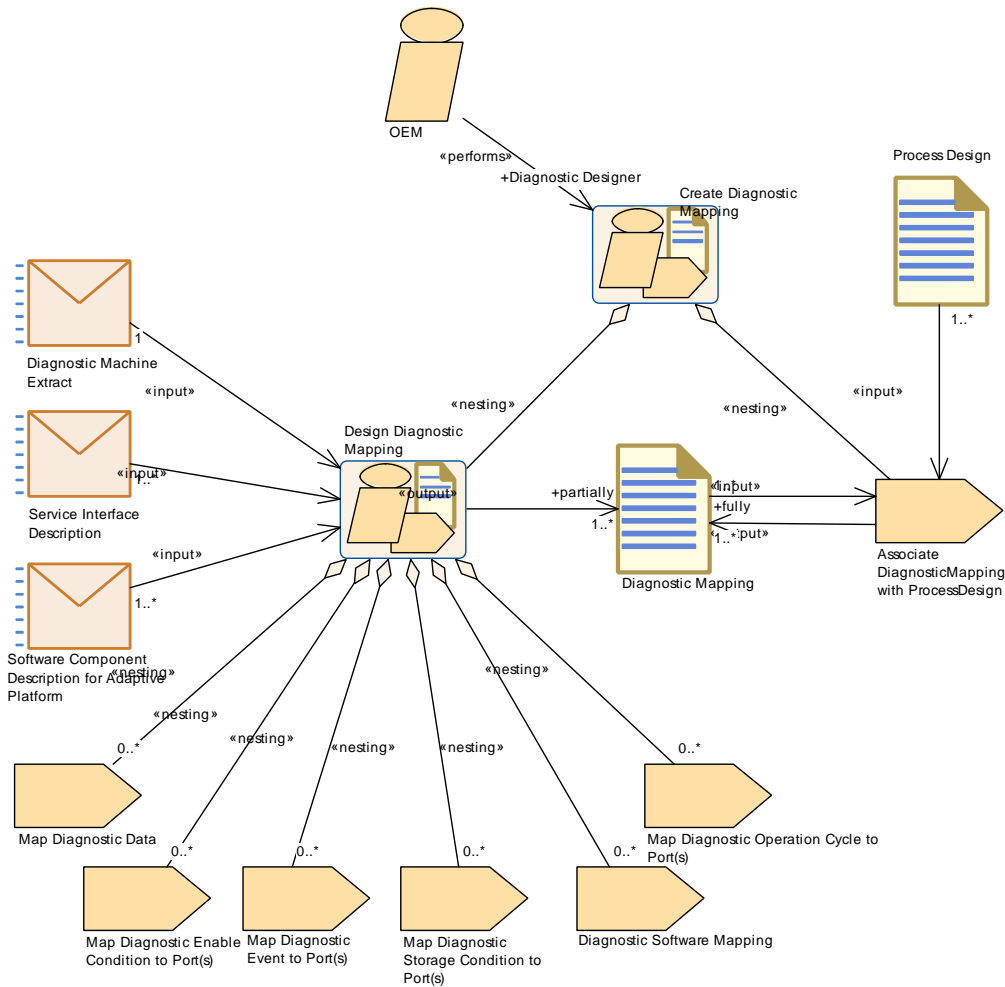 OEM
«performs»
+Diagnostic Designer
Process Design
Create Diagnostic
Mapping
1..*
1
Diagnostic Machine
Extract
«input»
«nesting»
«nesting»
«input»
Design Diagnostic
Mapping
«input»
Service Interface
Description
«output»
+partially
1..*
«input»
+fully
1..*
Diagnostic Mapping
Associate
DiagnosticMapping
with ProcessDesign
«input»
1..*
Software Component
Description for Adaptive
Platform
«nesting»
«nesting»
«nesting»
«nesting»
«nesting»
«nesting»
0..*
0..*
Map Diagnostic Data
Map Diagnostic Operation Cycle to
Port(s)
0..*
0..*
0..*
0..*
Map Diagnostic Enable
Condition to Port(s)
Map Diagnostic
Event to Port(s)
Map Diagnostic
Storage Condition to
Port(s)
Diagnostic Software Mapping